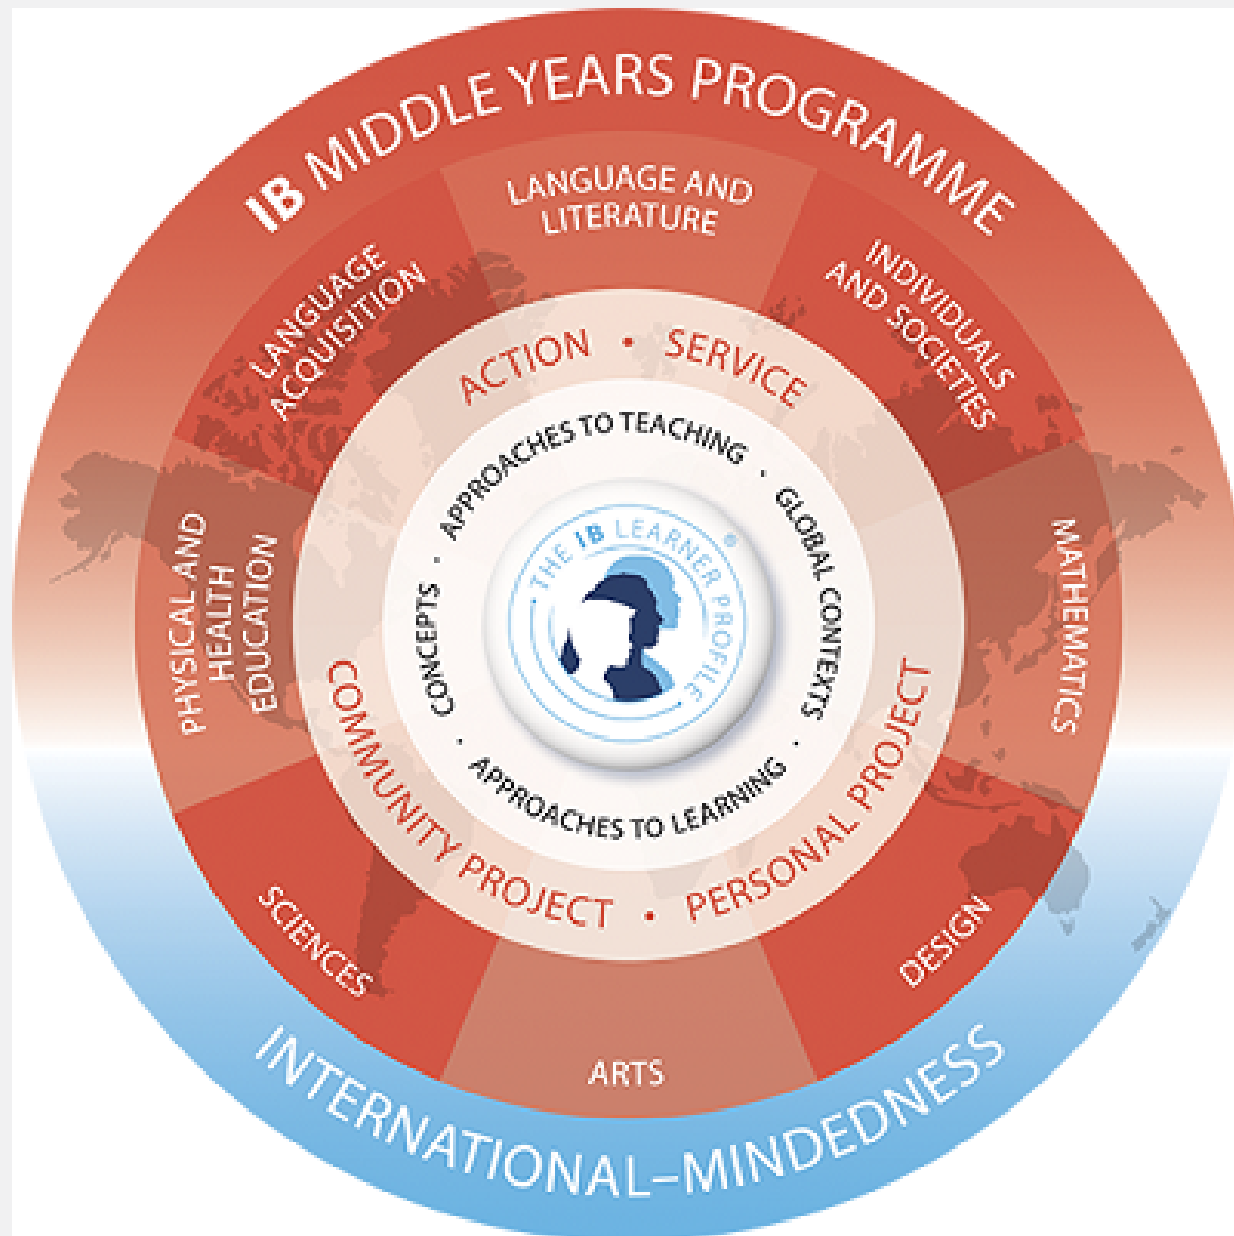 IB MIDDLE YEARS PROGRAMME
LANGUAGE AND
LITERATURE
INDIVIDUALS
AND SOCIETIES
MATHEMATICS
DESIGN
ARTS
SCIENCES
PHYSICAL AND
HEALTH
EDUCATION
LANGUAGE
ACQUISITION
ACTION • SERVICE
PERSONAL PROJECT
•
COMMUNITY PROJECT
APPROACHES TO TEACHING
·
GLOBAL CONTEXTS
·
APPROACHES TO LEARNING
·
CONCEPTS
·
THE IB LEARNER PROFILE
®
INTERNATIONAL–MINDEDNESS